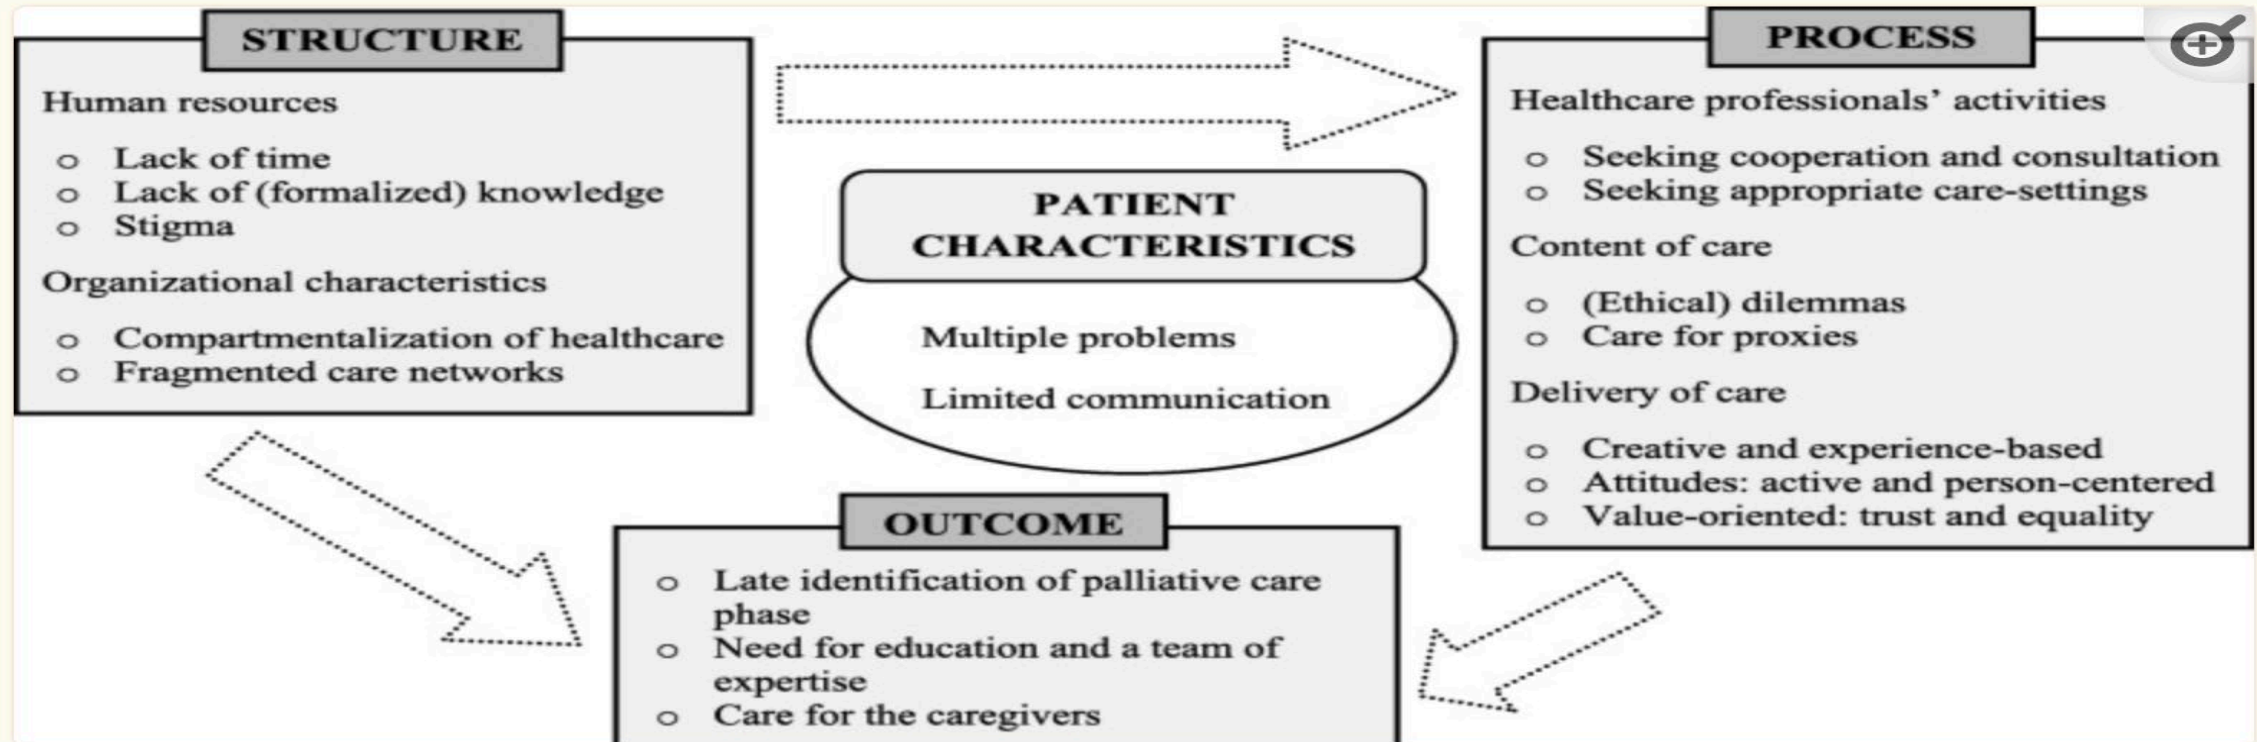 STRUCTURE
Human resources
o Lack of time
o Lack of (formalized) knowledge
o Stigma
Organizational characteristics
o Compartmentalization of healthcare
o Fragmented care networks
PATIENT
CHARACTERISTICS
Multiple problems
Limited communication
PROCESS
Healthcare professionals’ activities
o Seeking cooperation and consultation
o Seeking appropriate care-settings
Content of care
o (Ethical) dilemmas
o Care for proxies
Delivery of care
o Creative and experience-based
o Attitudes: active and person-centered
o Value-oriented: trust and equality
OUTCOME
o Late identification of palliative care
phase
o Need for education and a team of
expertise
o Care for the caregivers